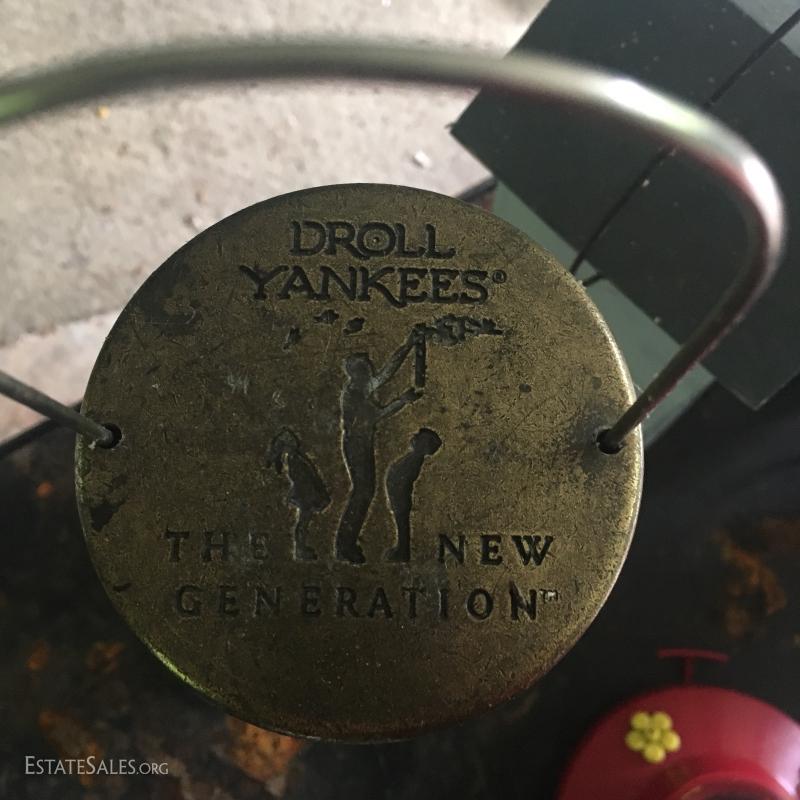 DROLL
YANKEES®
THE NEW
GENERATION™
ESTATESALES.ORG